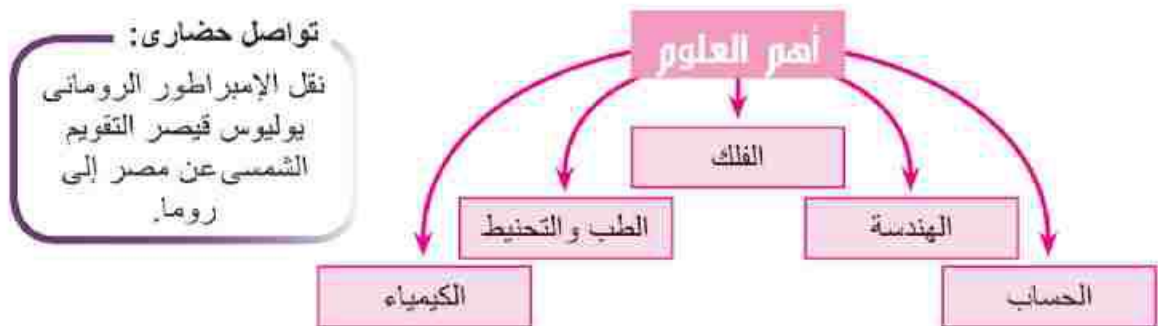 تواصل حضارى:
نقل الإمبراطور الرومانى
يوليوس قيصر التقويم
الشمسى عن مصر إلى
روما.
أهم العلوم
الفلك
الهندسة
الطب والتحنيط
الحساب
الكيمياء